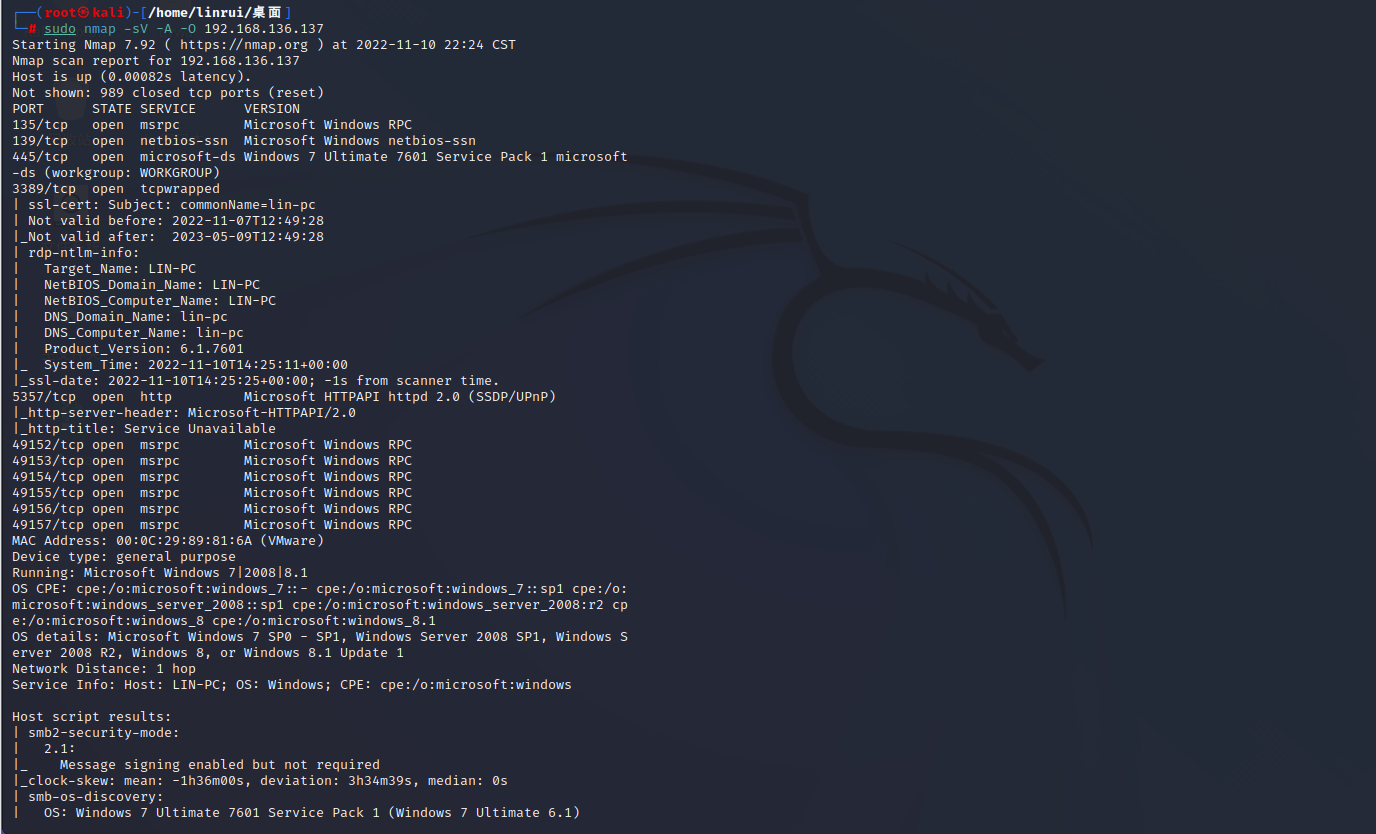 ┌──(root㉿kali)-[/home/linrui/桌面]
└─# sudo nmap -sV -A -O 192.168.136.137
Starting Nmap 7.92 ( https://nmap.org ) at 2022-11-10 22:24 CST
Nmap scan report for 192.168.136.137
Host is up (0.00082s latency).
Not shown: 989 closed tcp ports (reset)
PORT      STATE SERVICE      VERSION
135/tcp   open  msrpc        Microsoft Windows RPC
139/tcp   open  netbios-ssn  Microsoft Windows netbios-ssn
445/tcp   open  microsoft-ds Windows 7 Ultimate 7601 Service Pack 1 microsoft
-ds (workgroup: WORKGROUP)
3389/tcp  open  tcpwrapped
| ssl-cert: Subject: commonName=lin-pc
| Not valid before: 2022-11-07T12:49:28
|_Not valid after:  2023-05-09T12:49:28
| rdp-ntlm-info:
|   Target_Name: LIN-PC
|   NetBIOS_Domain_Name: LIN-PC
|   NetBIOS_Computer_Name: LIN-PC
|   DNS_Domain_Name: lin-pc
|   DNS_Computer_Name: lin-pc
|   Product_Version: 6.1.7601
|_  System_Time: 2022-11-10T14:25:11+00:00
|_ssl-date: 2022-11-10T14:25:25+00:00; -1s from scanner time.
5357/tcp  open  http         Microsoft HTTPAPI httpd 2.0 (SSDP/UPnP)
|_http-server-header: Microsoft-HTTPAPI/2.0
|_http-title: Service Unavailable
49152/tcp open  msrpc        Microsoft Windows RPC
49153/tcp open  msrpc        Microsoft Windows RPC
49154/tcp open  msrpc        Microsoft Windows RPC
49155/tcp open  msrpc        Microsoft Windows RPC
49156/tcp open  msrpc        Microsoft Windows RPC
49157/tcp open  msrpc        Microsoft Windows RPC
MAC Address: 00:0C:29:89:81:6A (VMware)
Device type: general purpose
Running: Microsoft Windows 7|2008|8.1
OS CPE: cpe:/o:microsoft:windows_7::- cpe:/o:microsoft:windows_7::sp1 cpe:/o:
microsoft:windows_server_2008::sp1 cpe:/o:microsoft:windows_server_2008:r2 cp
e:/o:microsoft:windows_8 cpe:/o:microsoft:windows_8.1
OS details: Microsoft Windows 7 SP0 - SP1, Windows Server 2008 SP1, Windows S
erver 2008 R2, Windows 8, or Windows 8.1 Update 1
Network Distance: 1 hop
Service Info: Host: LIN-PC; OS: Windows; CPE: cpe:/o:microsoft:windows

Host script results:
| smb2-security-mode:
|   2.1:
|_    Message signing enabled but not required
|_clock-skew: mean: -1h36m00s, deviation: 3h34m39s, median: 0s
| smb-os-discovery:
|   OS: Windows 7 Ultimate 7601 Service Pack 1 (Windows 7 Ultimate 6.1)